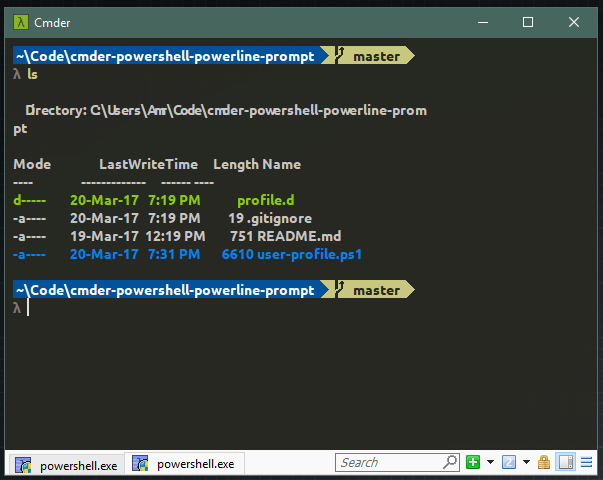 Cmder
~\Code\cmder-powershell-powerline-prompt master
λ ls
Directory: C:\Users\Amr\Code\cmder-powershell-powerline-prom
pt
Mode LastWriteTime Length Name
---- ------------- ------ ----
d----- 20-Mar-17 7:19 PM profile.d
-a---- 20-Mar-17 7:19 PM 19 .gitignore
-a---- 19-Mar-17 12:19 PM 751 README.md
-a---- 20-Mar-17 7:31 PM 6610 user-profile.ps1
~\Code\cmder-powershell-powerline-prompt master
λ
powershell.exe powershell.exe Search